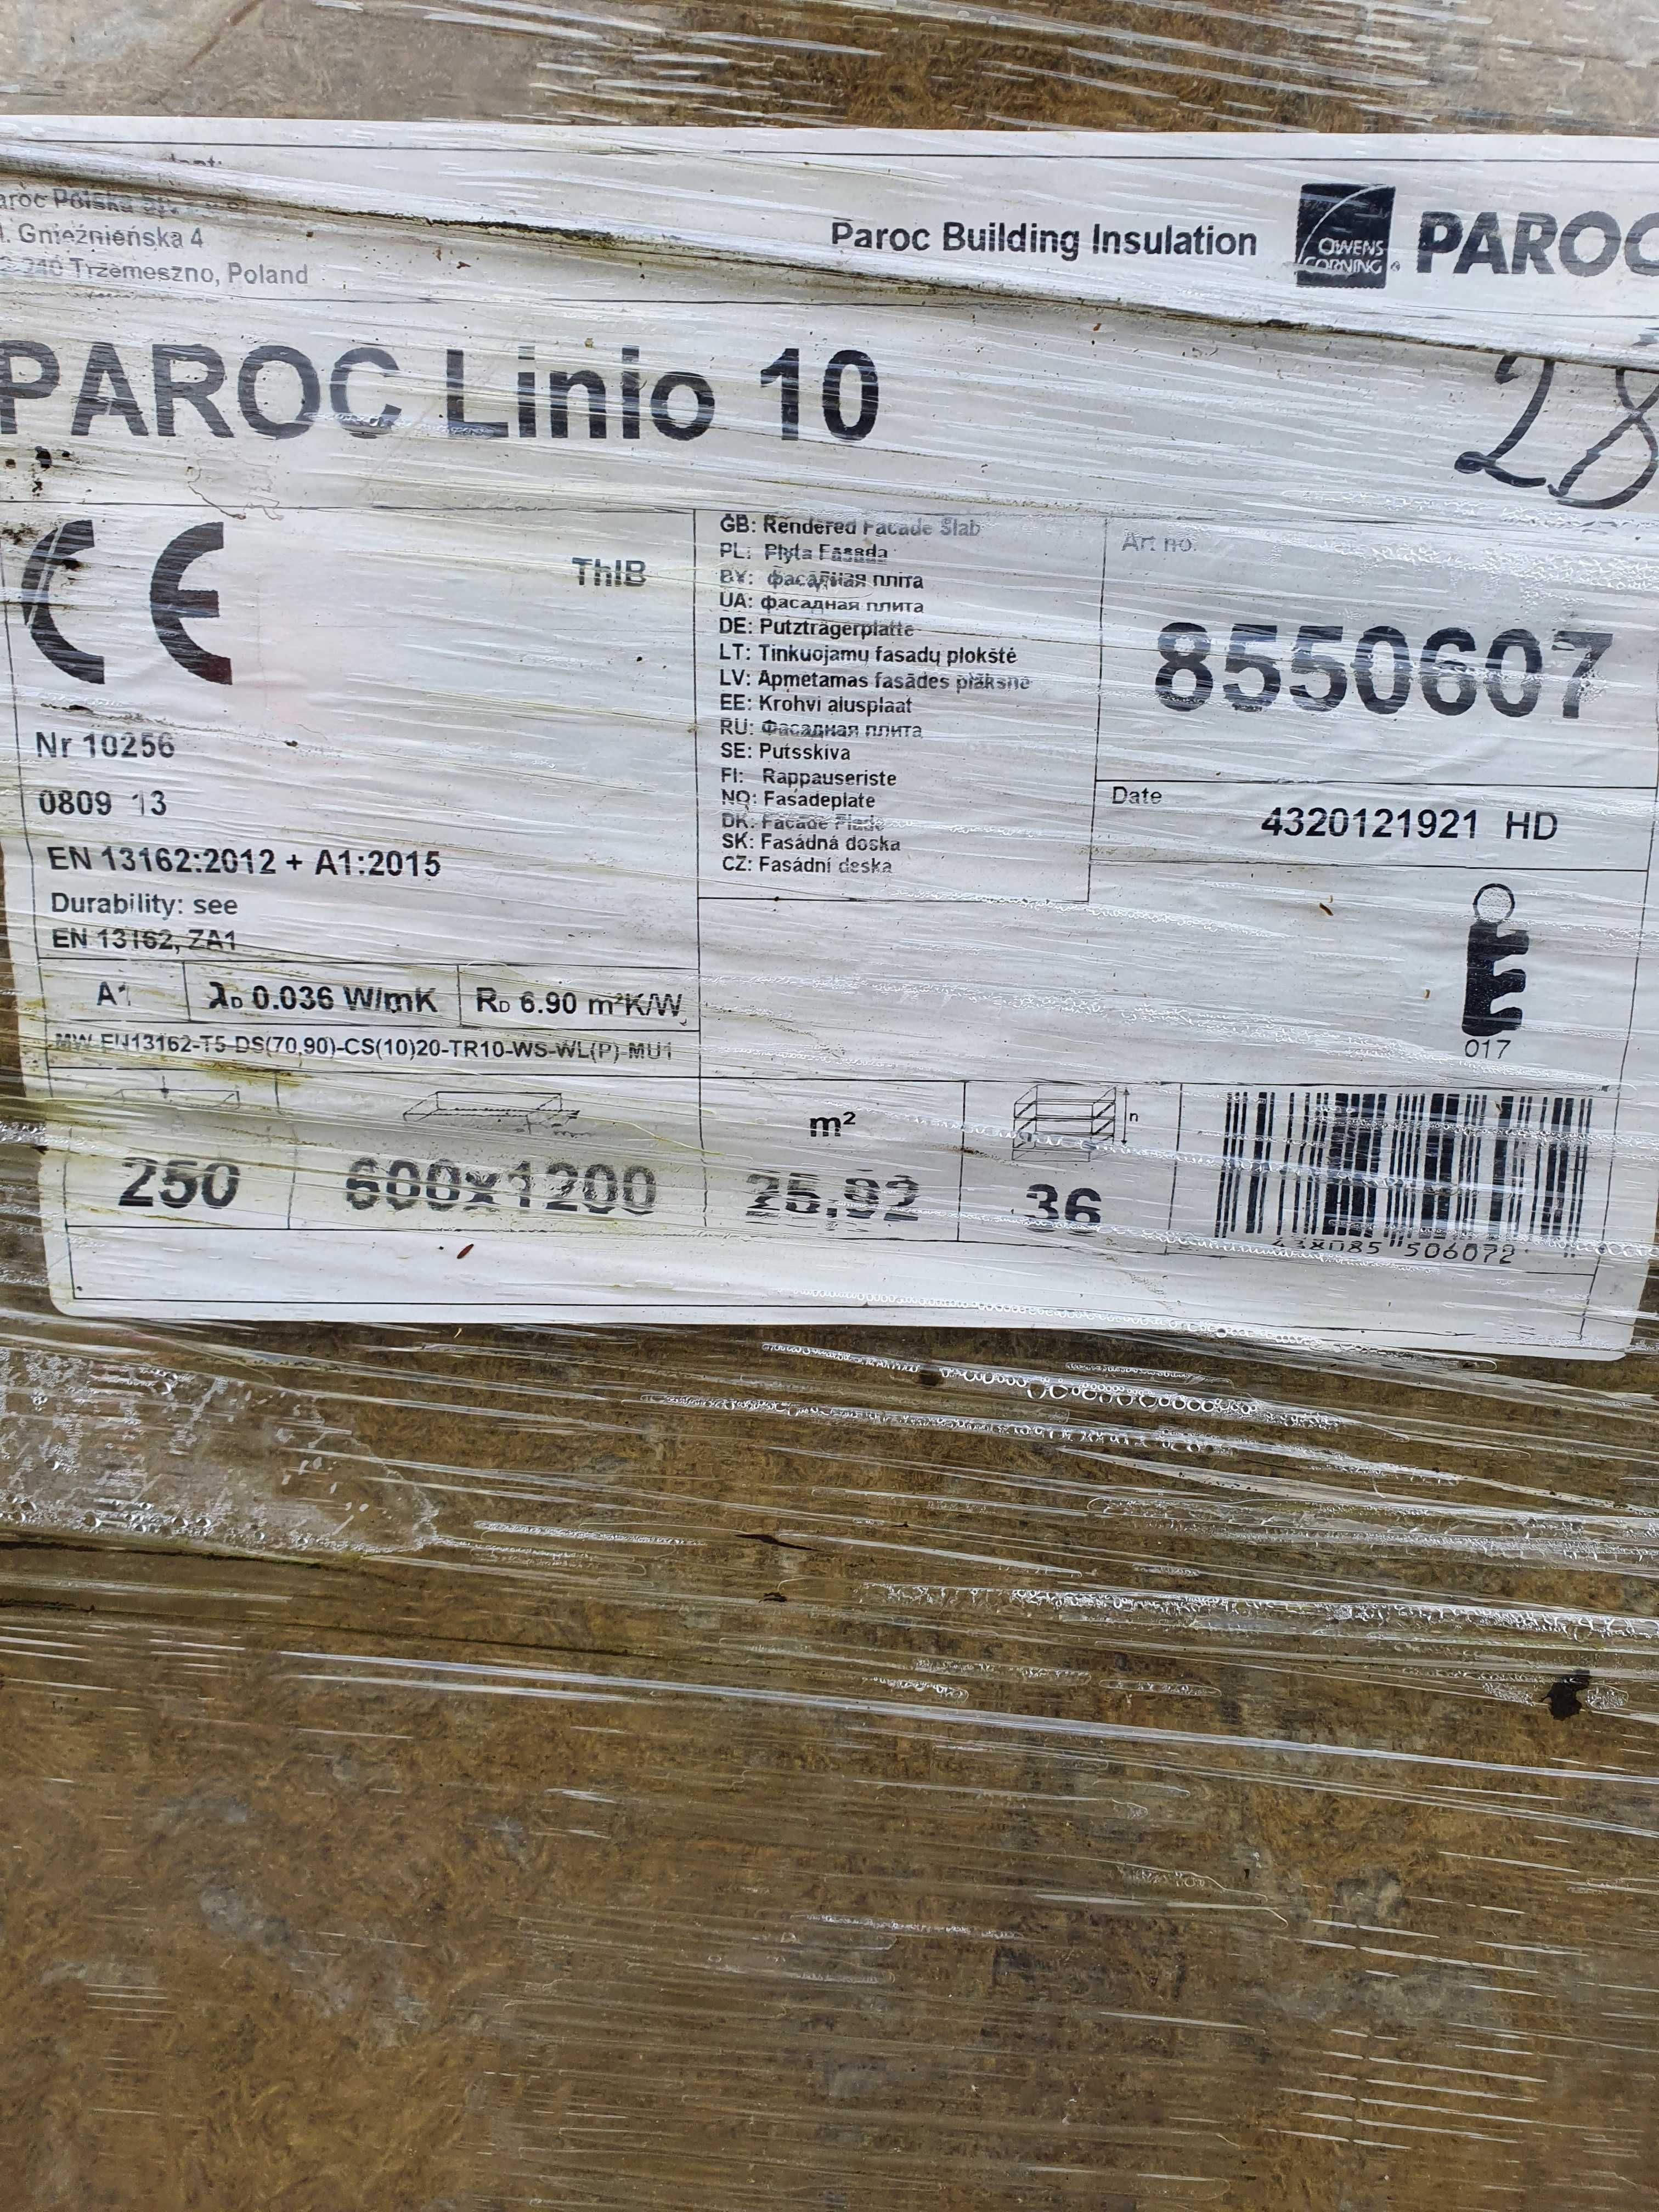 Polska
Gnieźnieńska 4
Trzemeszno, Poland
Paroc Building Insulation
OWENS
CORNING
PAROC
PAROC Linio 10
28
CE
ThIB
Nr 10256
0809 13
EN 13162:2012 + A1:2015
Durability: see
EN 13162, ZA1
A1
λD 0.036 W/mK
RD 6.90 m²K/W
MW-EN13162-T5-DS(70,90)-CS(10)20-TR10-WS-WL(P)-MU1
GB: Rendered Facade Slab
PL: Płyta Fasada
BY: фасадная пліта
UA: фасадная плита
DE: Putzträgerplatte
LT: Tinkuojamų fasadų plokštė
LV: Apmetamas fasādes plāksne
EE: Krohvi alusplaat
RU: Фасадная плита
SE: Putsskiva
FI: Rappauseriste
NO: Fasadeplate
DK: Facade Plade
SK: Fasádná doska
CZ: Fasádní deska
Art no.
8550607
Date
4320121921 HD
E
017
250
600x1200
m²
25.92
n
36
438085 506072